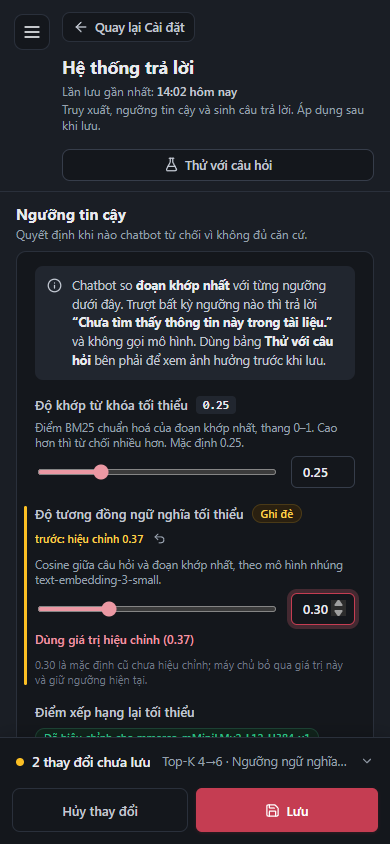 Quay lại Cài đặt
Hệ thống trả lời
Lần lưu gần nhất: 14:02 hôm nay
Truy xuất, ngưỡng tin cậy và sinh câu trả lời. Áp dụng sau
khi lưu.
Thử với câu hỏi
Ngưỡng tin cậy
Quyết định khi nào chatbot từ chối vì không đủ căn cứ.
Chatbot so đoạn khớp nhất với từng ngưỡng
dưới đây. Trượt bất kỳ ngưỡng nào thì trả lời
“Chưa tìm thấy thông tin này trong tài liệu.”
và không gọi mô hình. Dùng bảng Thử với câu
hỏi bên phải để xem ảnh hưởng trước khi lưu.
Độ khớp từ khóa tối thiểu 0.25
Điểm BM25 chuẩn hoá của đoạn khớp nhất, thang 0–1. Cao
hơn thì từ chối nhiều hơn. Mặc định 0.25.
0.25
Độ tương đồng ngữ nghĩa tối thiểu Ghi đè
trước: hiệu chỉnh 0.37
Cosine giữa câu hỏi và đoạn khớp nhất, theo mô hình nhúng
text-embedding-3-small.
0.30
Dùng giá trị hiệu chỉnh (0.37)
0.30 là mặc định cũ chưa hiệu chỉnh; máy chủ bỏ qua giá trị này
và giữ ngưỡng hiện tại.
Điểm xếp hạng lại tối thiểu
2 thay đổi chưa lưu Top-K 4→6 · Ngưỡng ngữ nghĩa...
Hủy thay đổi
Lưu